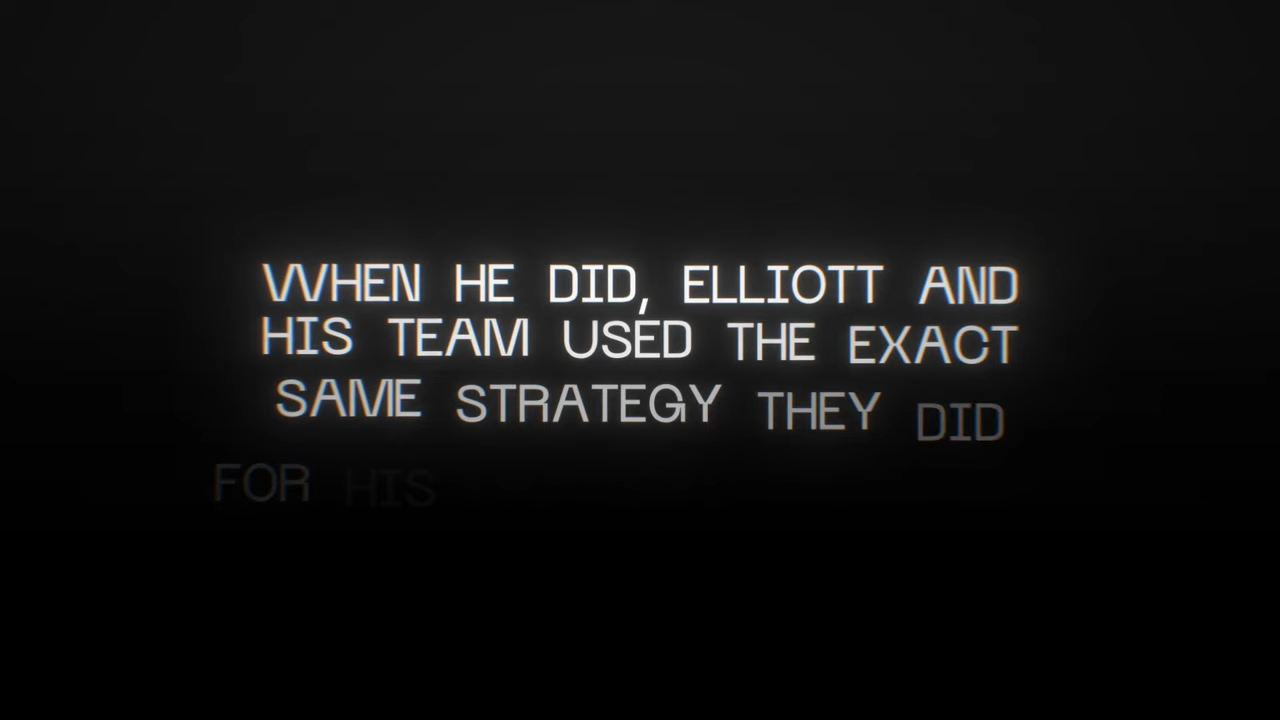 WHEN HE DID, ELLIOTT AND
HIS TEAM USED THE EXACT
SAME STRATEGY THEY DID
FOR HIS